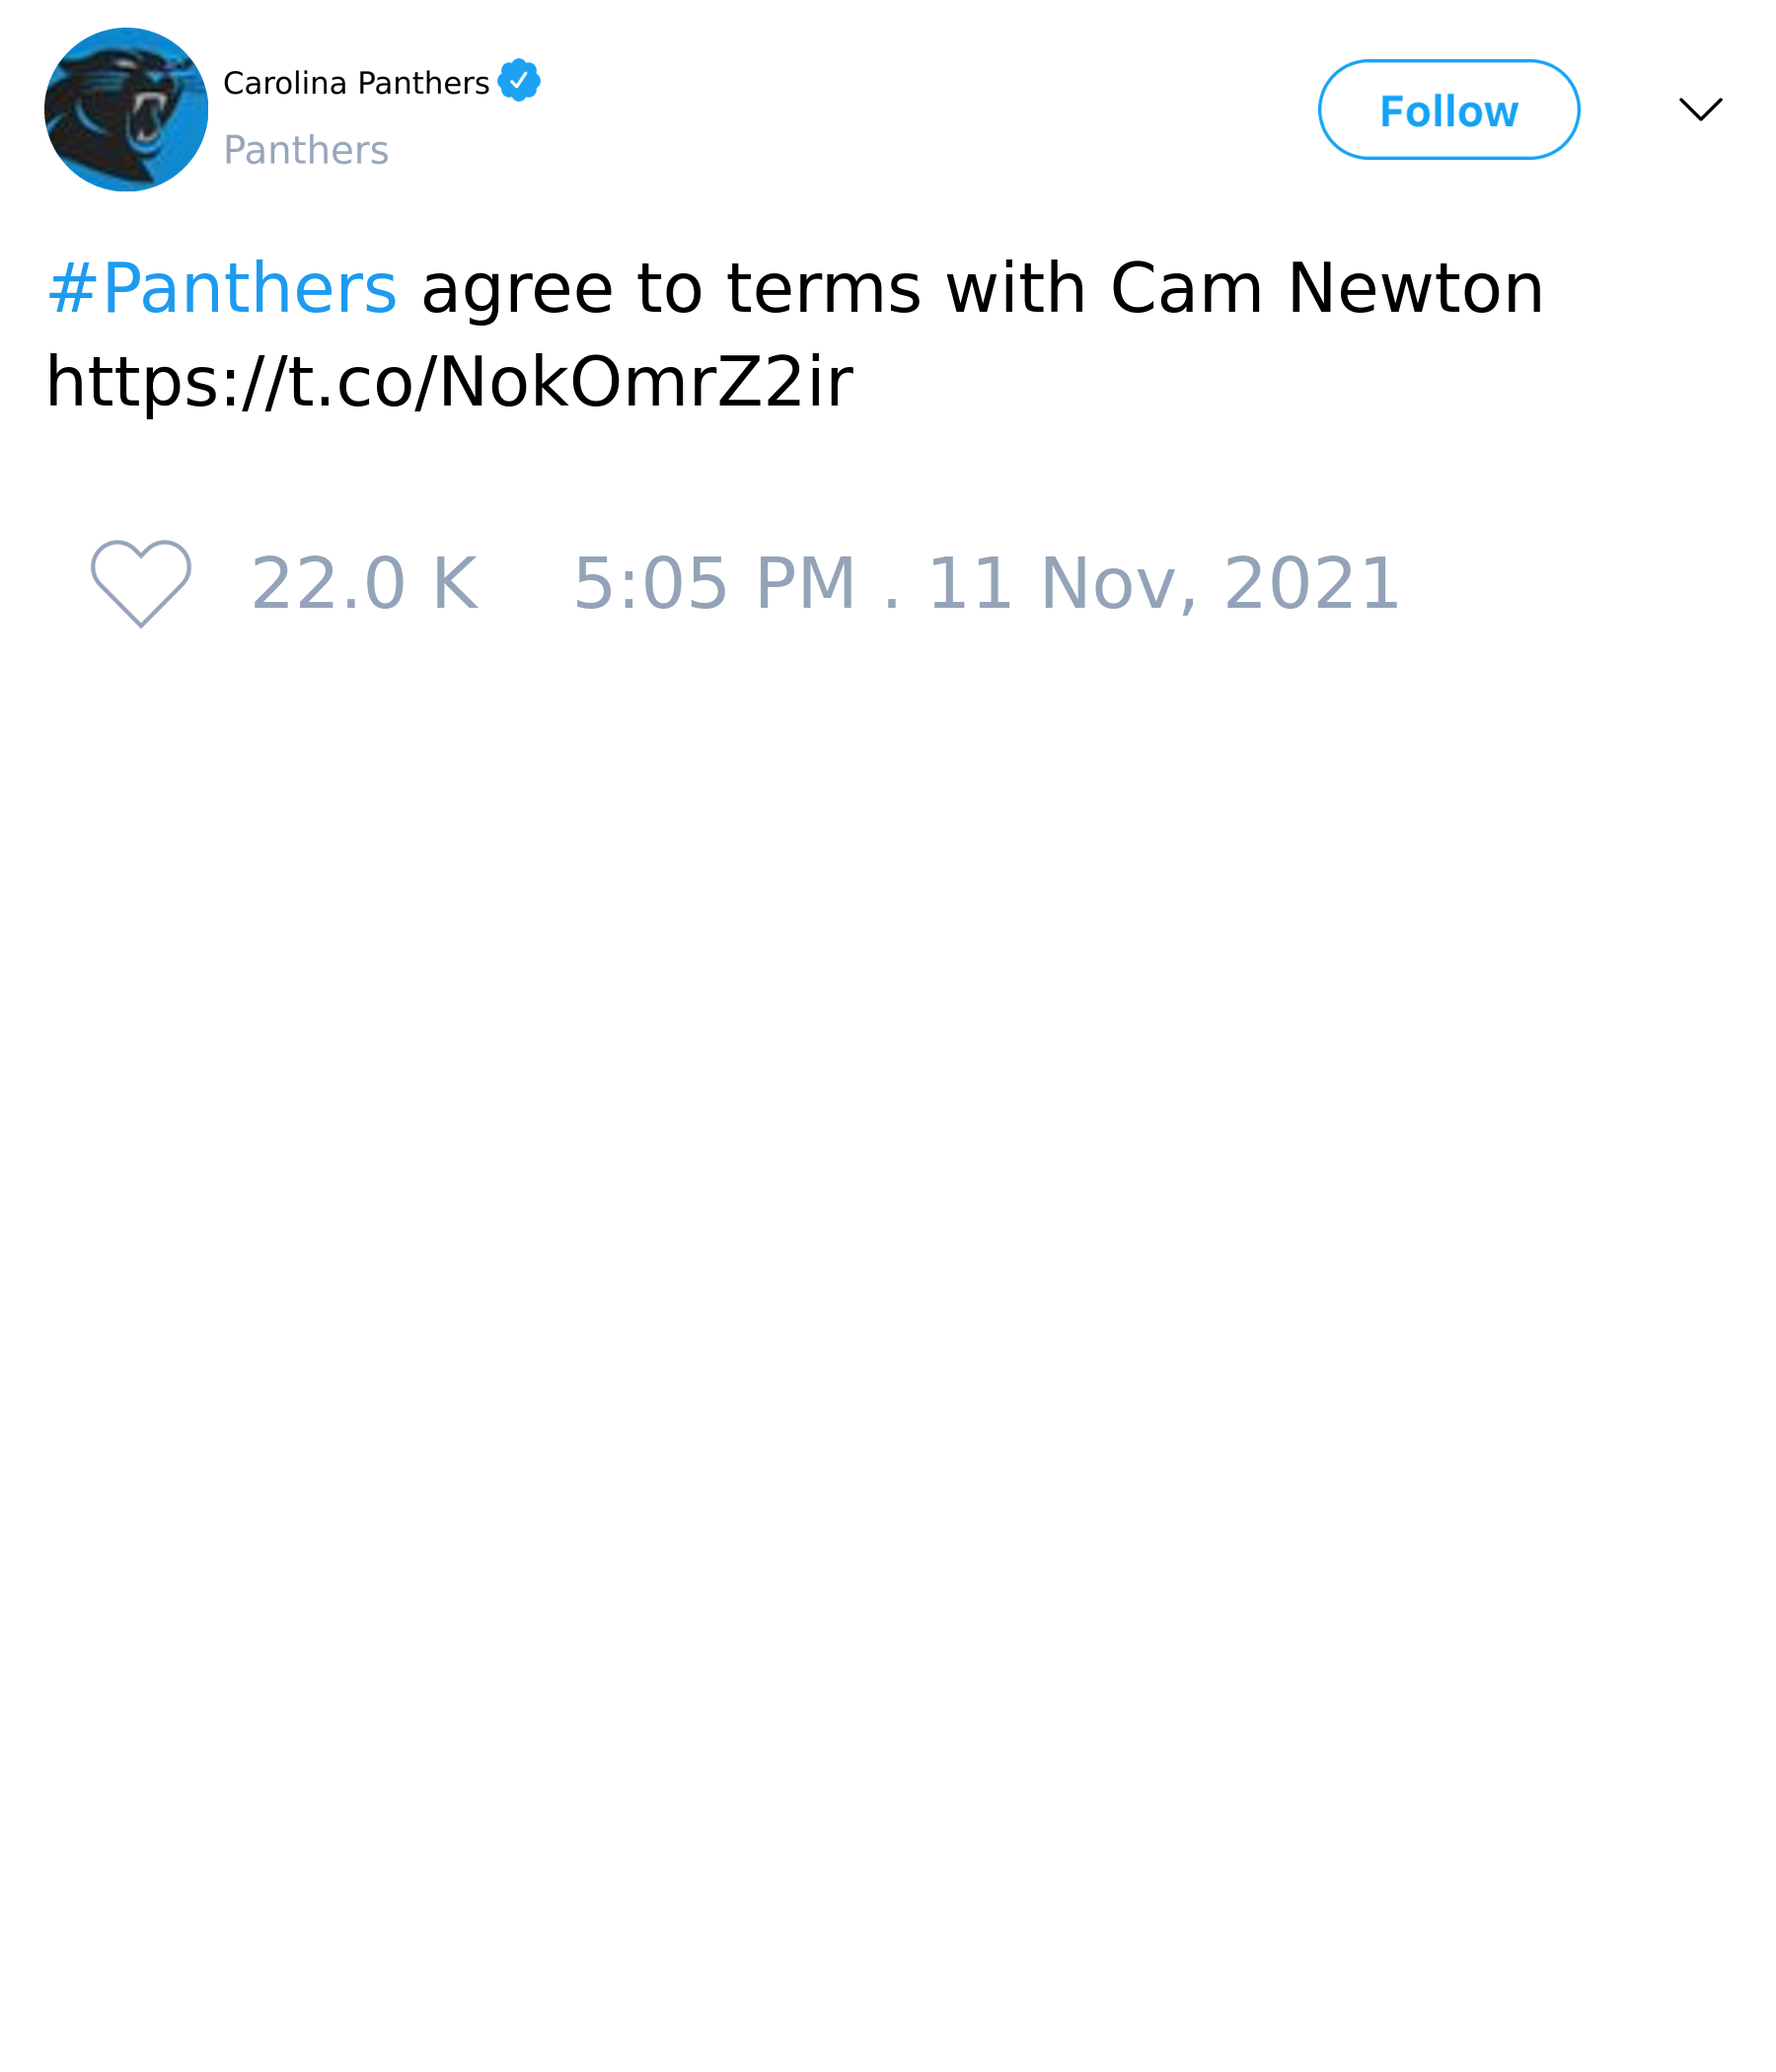 Carolina Panthers
Panthers
Follow
#Panthers agree to terms with Cam Newton
https://t.co/NokOmrZ2ir
22.0 K 5:05 PM . 11 Nov, 2021